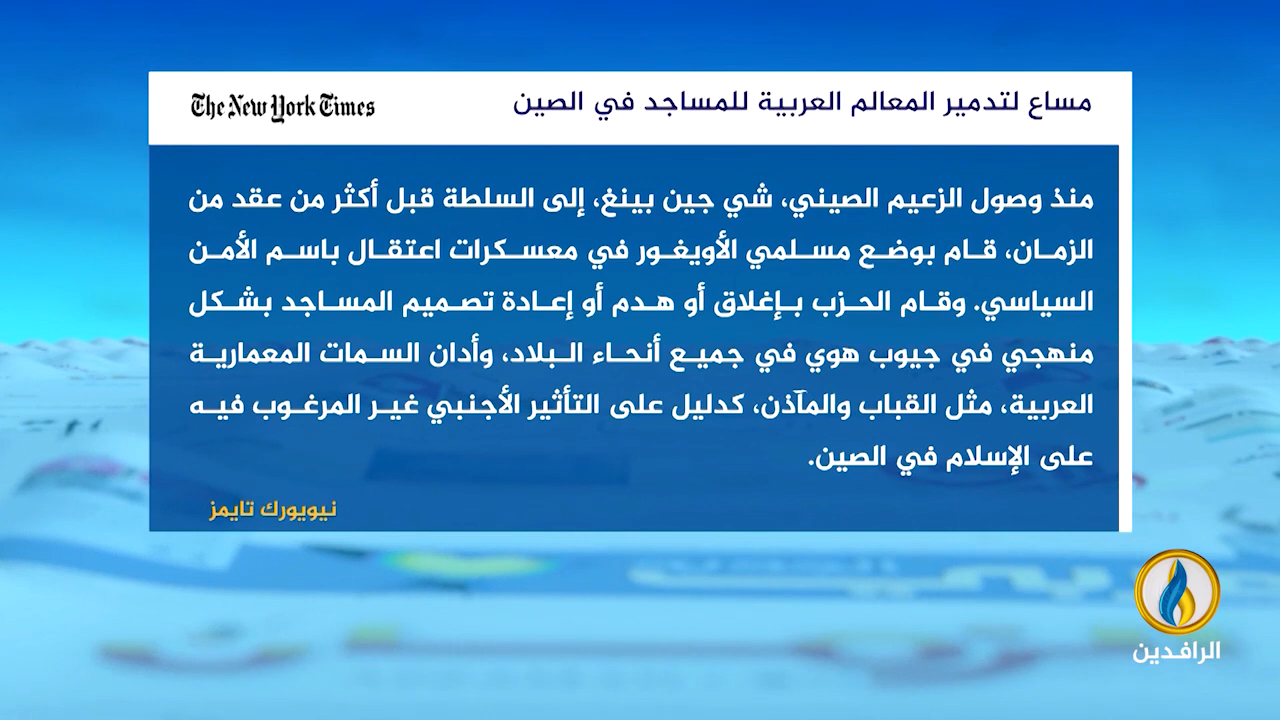 مساع لتدمير المعالم العربية للمساجد في الصين
The New York Times
منذ وصول الزعيم الصيني، شي جين بينغ، إلى السلطة قبل أكثر من عقد من
الزمان، قام بوضع مسلمي الأويغور في معسكرات اعتقال باسم الأمن
السياسي. وقام الحزب بإغلاق أو هدم أو إعادة تصميم المساجد بشكل
منهجي في جيوب هوي في جميع أنحاء البلاد، وأدان السمات المعمارية
العربية، مثل القباب والمآذن، كدليل على التأثير الأجنبي غير المرغوب فيه
على الإسلام في الصين.
نيويورك تايمز
الرافدين